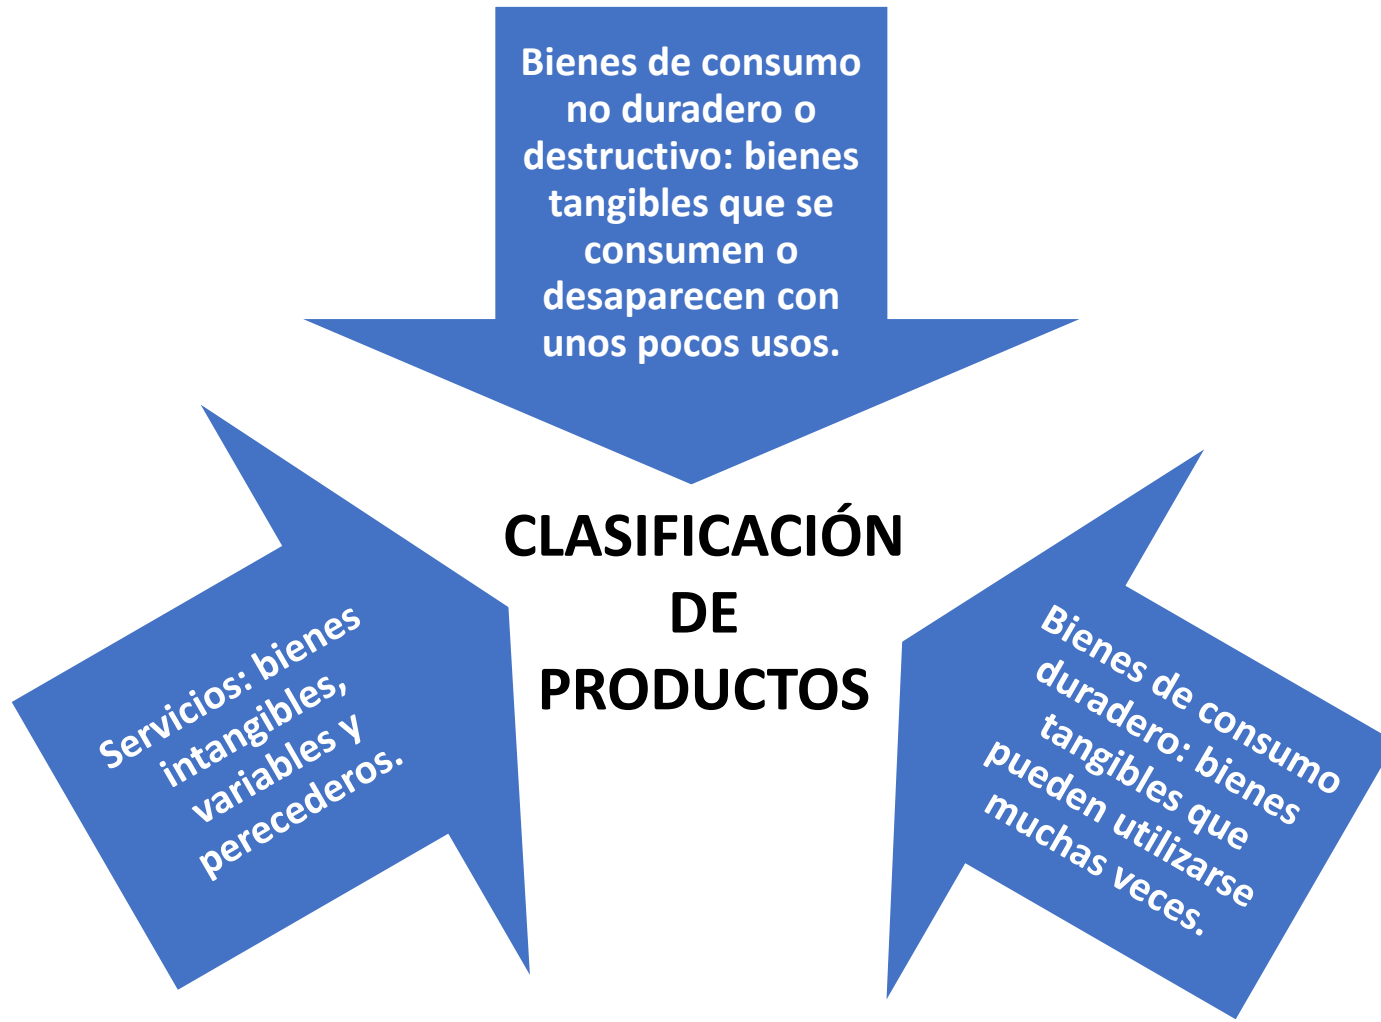 Bienes de consumo
no duradero o
destructivo: bienes
tangibles que se
consumen o
desaparecen con
unos pocos usos.
CLASIFICACIÓN
DE
PRODUCTOS
Servicios: bienes
intangibles,
variables y
perecederos.
Bienes de consumo
duradero: bienes
tangibles que
pueden utilizarse
muchas veces.